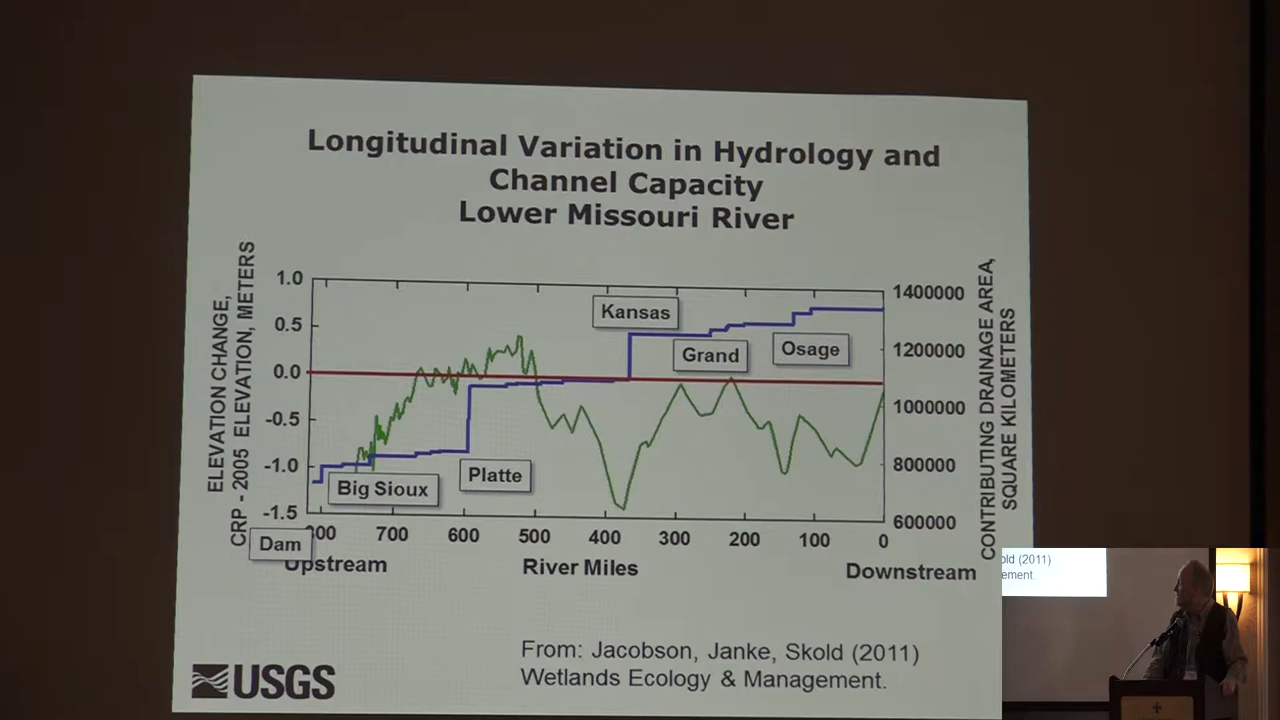 Longitudinal Variation in Hydrology and
Channel Capacity
Lower Missouri River
ELEVATION CHANGE,
CRP - 2005 ELEVATION, METERS
1.0
0.5
0.0
-0.5
-1.0
-1.5
Kansas
Grand
Osage
Big Sioux
Platte
Dam
1400000
1200000
1000000
800000
600000
CONTRIBUTING DRAINAGE AREA,
SQUARE KILOMETERS
700 600 500 400 300 200 100 0
Upstream River Miles Downstream
From: Jacobson, Janke, Skold (2011)
Wetlands Ecology & Management.
USGS
(2011)